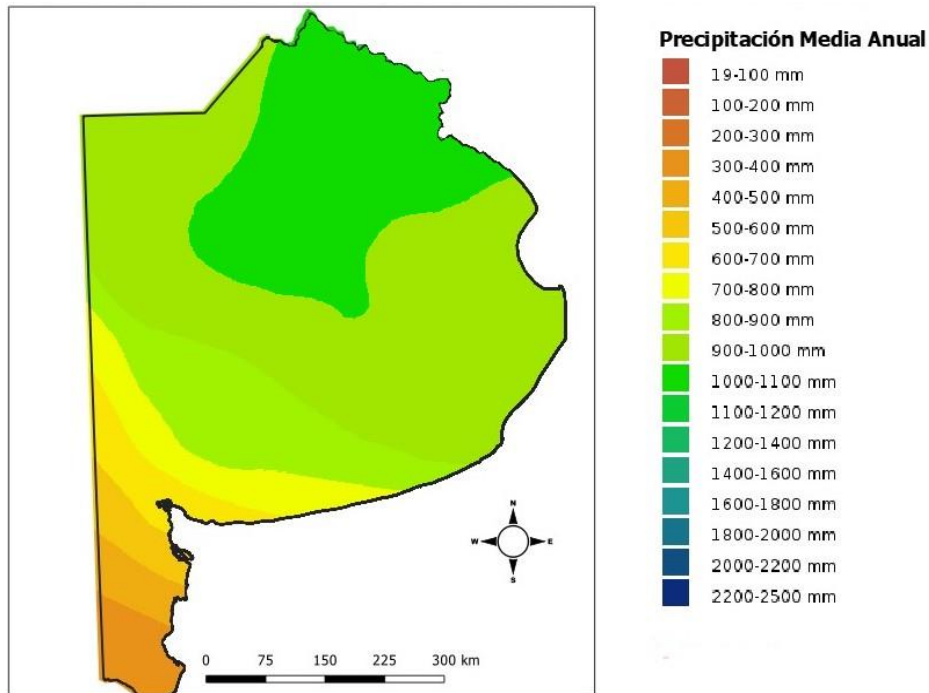 Precipitación Media Anual
19-100 mm
100-200 mm
200-300 mm
300-400 mm
400-500 mm
500-600 mm
600-700 mm
700-800 mm
800-900 mm
900-1000 mm
1000-1100 mm
1100-1200 mm
1200-1400 mm
1400-1600 mm
1600-1800 mm
1800-2000 mm
2000-2200 mm
2200-2500 mm
N
W E
S
0 75 150 225 300 km